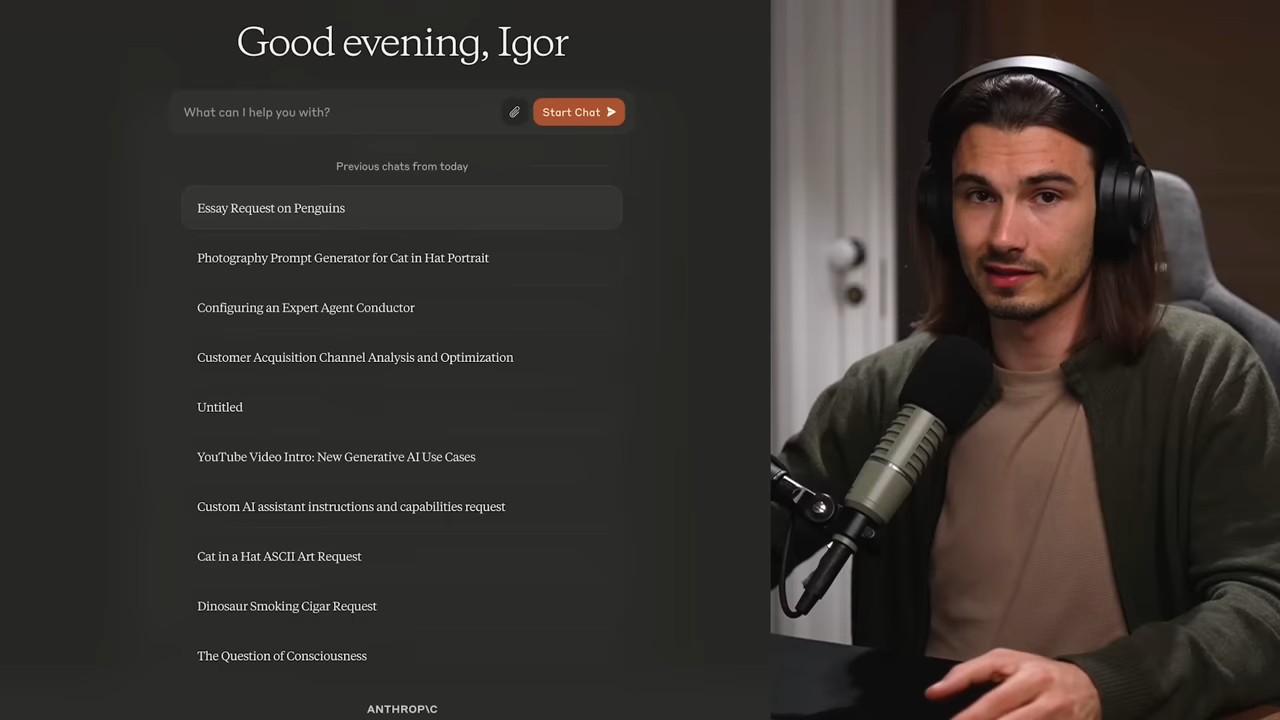 Good evening, Igor
What can I help you with?
Start Chat
Previous chats from today
Essay Request on Penguins
Photography Prompt Generator for Cat in Hat Portrait
Configuring an Expert Agent Conductor
Customer Acquisition Channel Analysis and Optimization
Untitled
YouTube Video Intro: New Generative AI Use Cases
Custom AI assistant instructions and capabilities request
Cat in a Hat ASCII Art Request
Dinosaur Smoking Cigar Request
The Question of Consciousness
ANTHROP\C